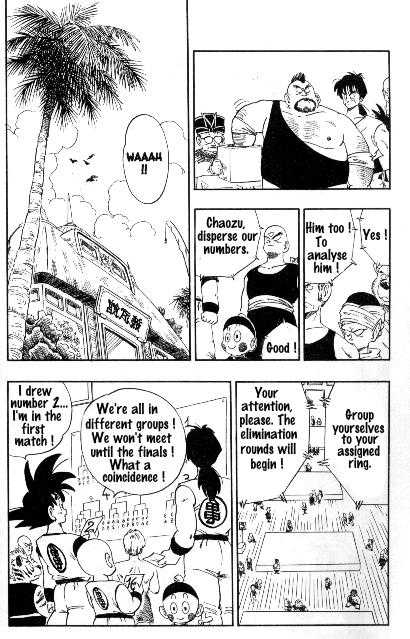 WAAAH
!!
Chaozu,
disperse our
numbers.
Good !
Him too !
To
analyse
him !
Yes !
I drew
number 2...
I'm in the
first
match !
We're all in
different groups !
We won't meet
until the finals !
What a
coincidence !
Your
attention,
please. The
elimination
rounds will
begin !
Group
yourselves
to your
assigned
ring.